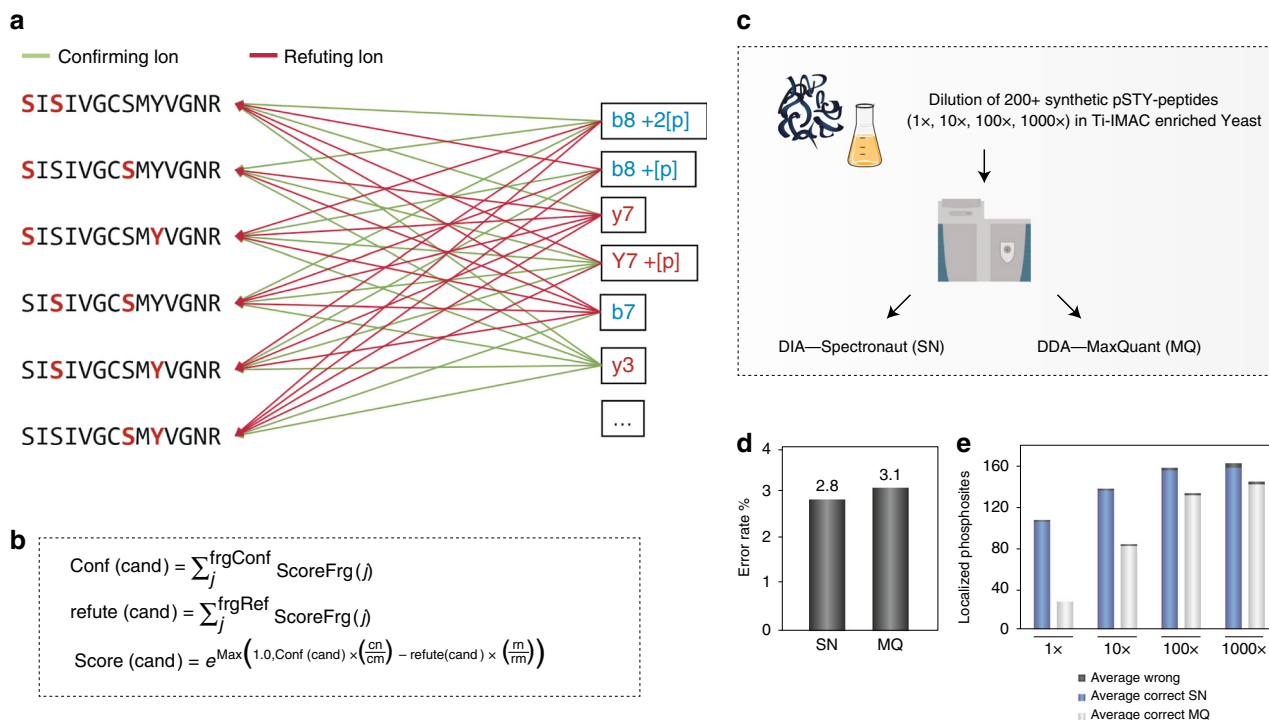 a
Confirming Ion
Refuting Ion
SISIVGCSMYVGNR
SISIVGCSMYVGNR
SISIVGCSMYVGNR
SISIVGCSMYVGNR
SISIVGCSMYVGNR
SISIVGCSMYVGNR
b8 +2[p]
b8 +[p]
y7
Y7 +[p]
b7
y3
...
b
Conf (cand) = ∑_j^frgConf ScoreFrg(j)
refute (cand) = ∑_j^frgRef ScoreFrg(j)
Score (cand) = e^Max(1.0,Conf (cand) ×(cn/cm) – refute(cand) × (rn/rm))
c
Dilution of 200+ synthetic pSTY-peptides
(1×, 10×, 100×, 1000×) in Ti-IMAC enriched Yeast
DIA—Spectronaut (SN)
DDA—MaxQuant (MQ)
d
Error rate %
4
3
2
1
0
2.8
3.1
SN
MQ
e
Localized phosphosites
160
120
80
40
0
1×
10×
100×
1000×
Average wrong
Average correct SN
Average correct MQ